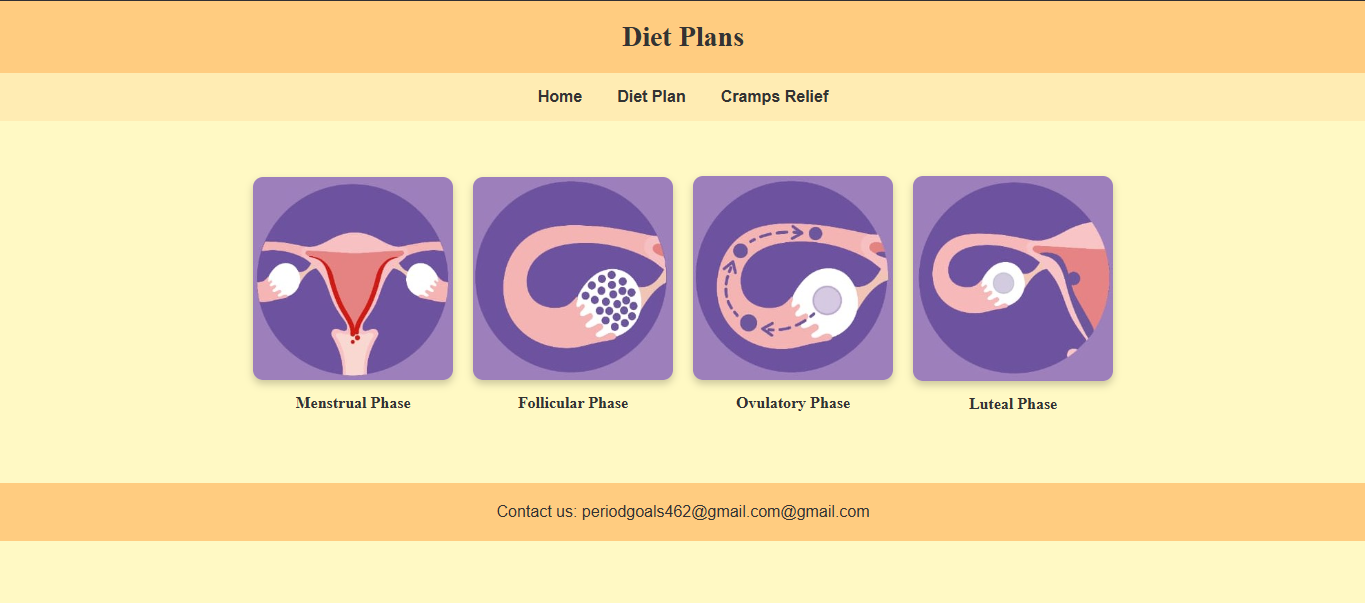 Diet Plans
Home Diet Plan Cramps Relief
Menstrual Phase Follicular Phase Ovulatory Phase Luteal Phase
Contact us: periodgoals462@gmail.com@gmail.com